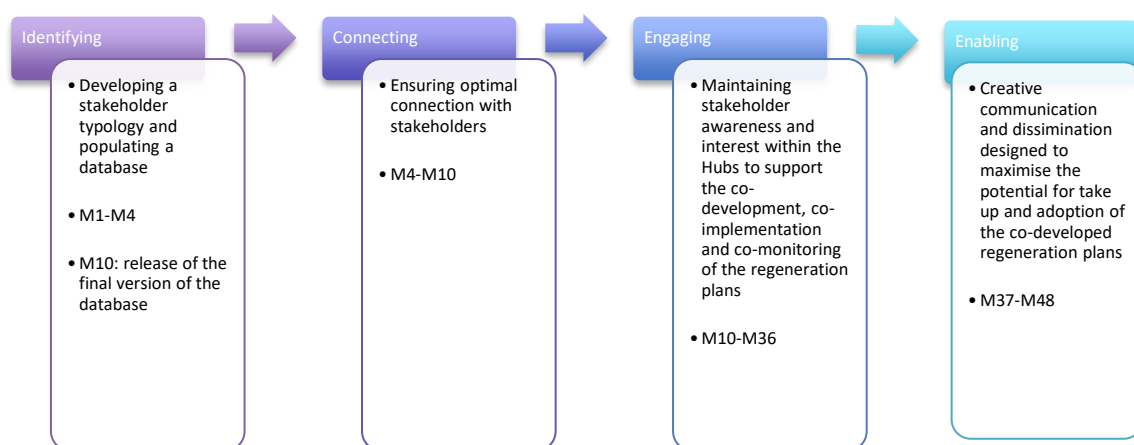 Identifying
• Developing a
stakeholder
typology and
populating a
database
• M1-M4
• M10: release of the
final version of the
database
Connecting
• Ensuring optimal
connection with
stakeholders
• M4-M10
Engaging
• Maintaining
stakeholder
awareness and
interest within the
Hubs to support
the co-
development, co-
implementation
and co-monitoring
of the regeneration
plans
• M10-M36
Enabling
• Creative
communication
and dissimination
designed to
maximise the
potential for take
up and adoption of
the co-developed
regeneration plans
• M37-M48